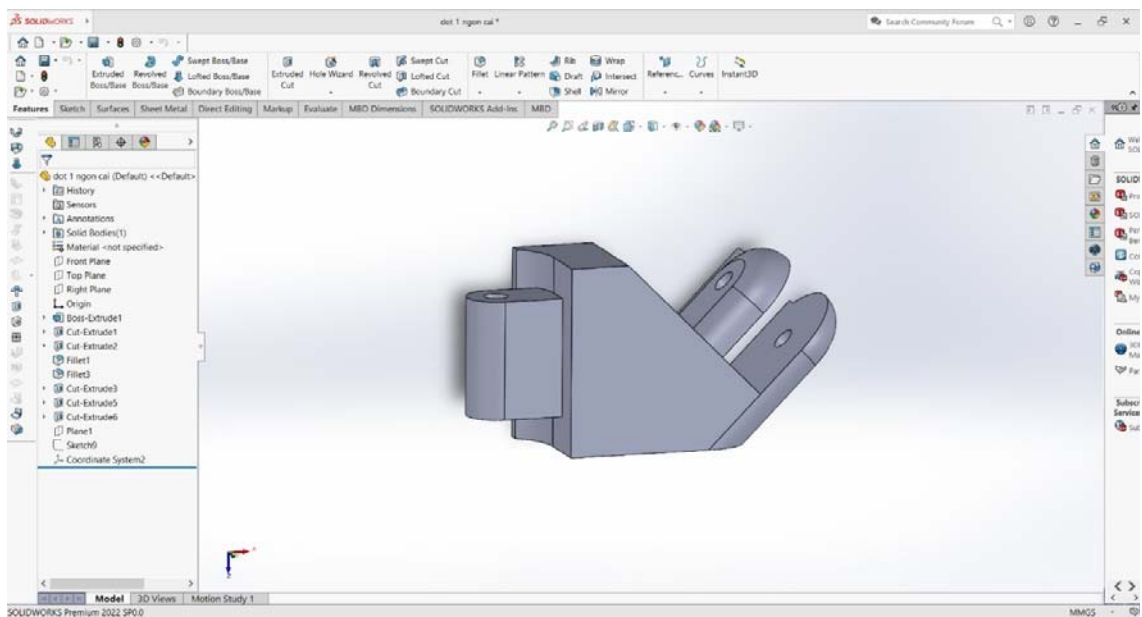 SOLIDWORKS
dot 1 ngon cai *
Search Community Forum
Extruded Boss/Base
Revolved Boss/Base
Swept Boss/Base
Lofted Boss/Base
Boundary Boss/Base
Extruded Cut
Hole Wizard
Revolved Cut
Swept Cut
Lofted Cut
Boundary Cut
Fillet
Linear Pattern
Rib
Draft
Shell
Wrap
Intersect
Mirror
Referenc...
Curves
Instant3D
Features Sketch Surfaces Sheet Metal Direct Editing Markup Evaluate MBD Dimensions SOLIDWORKS Add-Ins MBD
dot 1 ngon cai (Default) <<Default>
History
Sensors
Annotations
Solid Bodies(1)
Material <not specified>
Front Plane
Top Plane
Right Plane
Origin
Boss-Extrude1
Cut-Extrude1
Cut-Extrude2
Fillet1
Fillet3
Cut-Extrude3
Cut-Extrude5
Cut-Extrude6
Plane1
Sketch9
Coordinate System2
Wel
SOLI
SOLID
Online
Subscr
Service
Model 3D Views Motion Study 1
SOLIDWORKS Premium 2022 SP0.0
MMGS